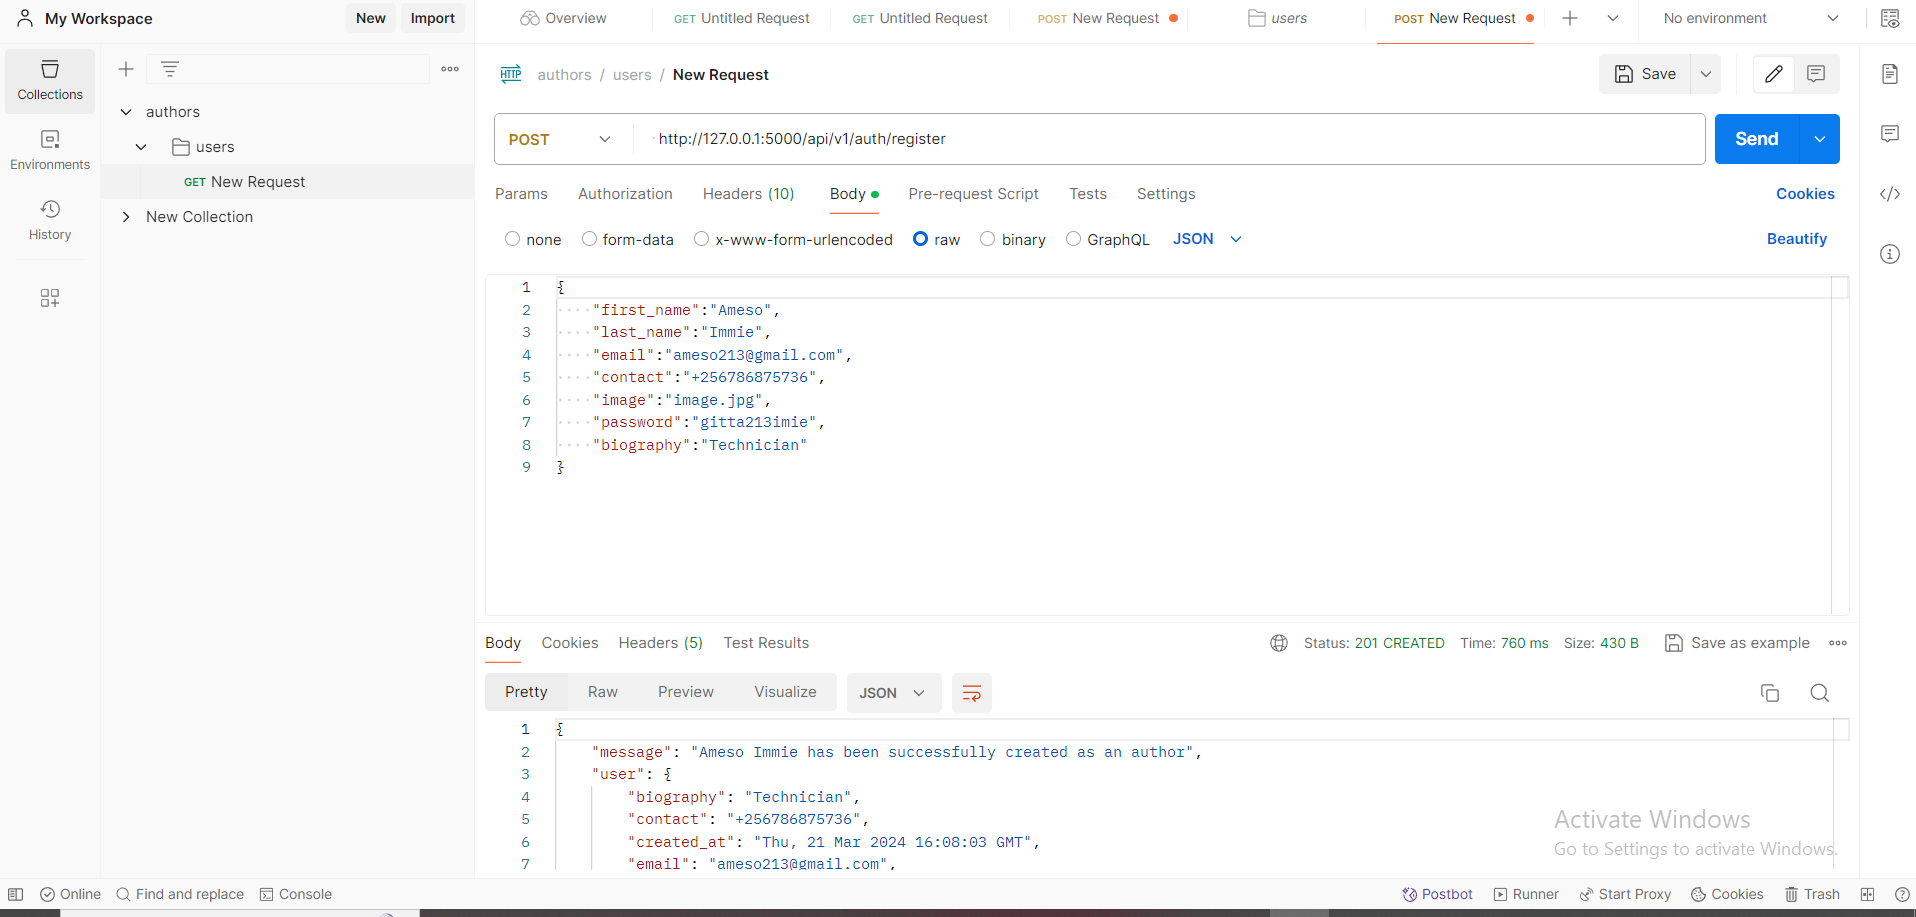 My Workspace
New
Import
Overview
GET Untitled Request
GET Untitled Request
POST New Request
users
POST New Request
No environment
Collections
Environments
History
authors
users
GET New Request
New Collection
HTTP
authors / users / New Request
Save
POST
http://127.0.0.1:5000/api/v1/auth/register
Send
Params
Authorization
Headers (10)
Body
Pre-request Script
Tests
Settings
Cookies
none
form-data
x-www-form-urlencoded
raw
binary
GraphQL
JSON
Beautify
1 {
2 "first_name":"Ameso",
3 "last_name":"Immie",
4 "email":"ameso213@gmail.com",
5 "contact":"+256786875736",
6 "image":"image.jpg",
7 "password":"gitta213imie",
8 "biography":"Technician"
9 }
Body
Cookies
Headers (5)
Test Results
Status: 201 CREATED
Time: 760 ms
Size: 430 B
Save as example
Pretty
Raw
Preview
Visualize
JSON
1 {
2 "message": "Ameso Immie has been successfully created as an author",
3 "user": {
4 "biography": "Technician",
5 "contact": "+256786875736",
6 "created_at": "Thu, 21 Mar 2024 16:08:03 GMT",
7 "email": "ameso213@gmail.com",
Activate Windows
Go to Settings to activate Windows.
Online
Find and replace
Console
Postbot
Runner
Start Proxy
Cookies
Trash